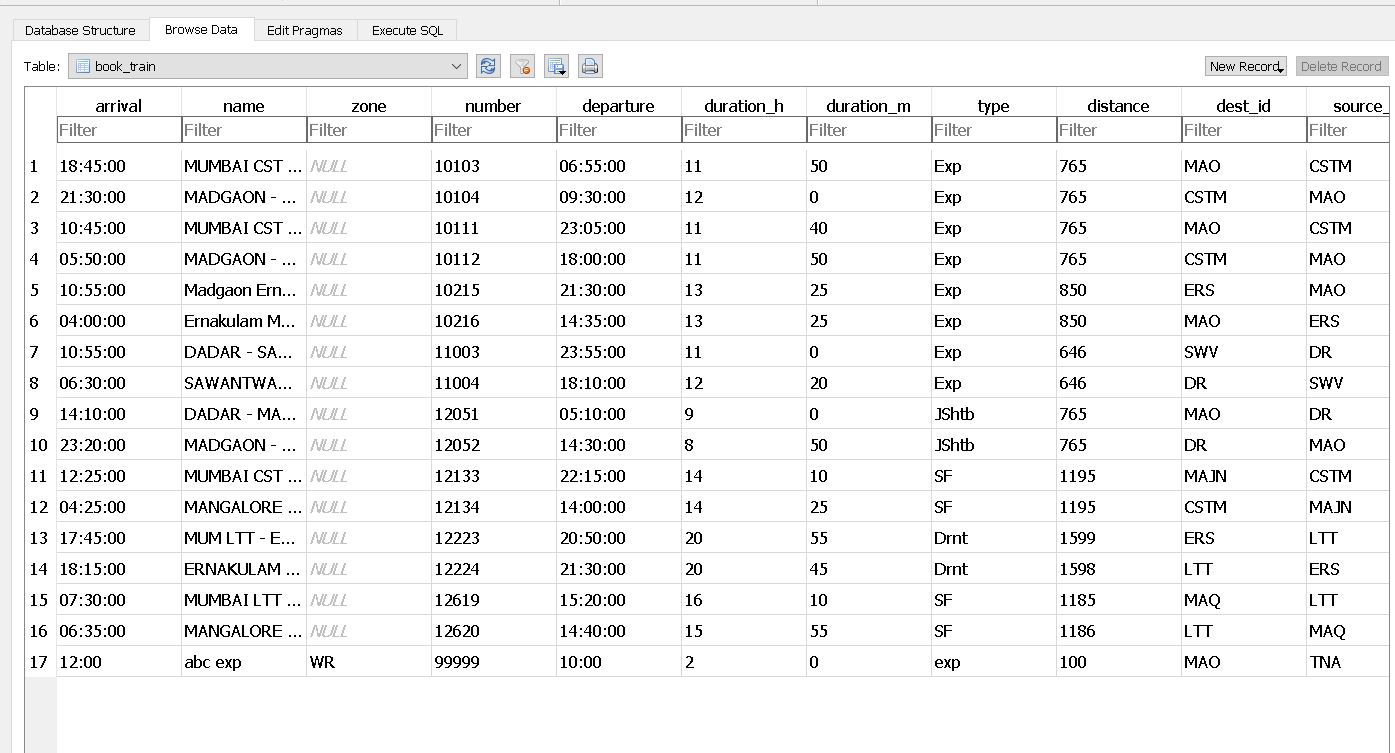 Database Structure Browse Data Edit Pragmas Execute SQL
Table: book_train New Record Delete Record
arrival name zone number departure duration_h duration_m type distance dest_id source_
Filter Filter Filter Filter Filter Filter Filter Filter Filter Filter Filter
1 18:45:00 MUMBAI CST ... NULL 10103 06:55:00 11 50 Exp 765 MAO CSTM
2 21:30:00 MADGAON - ... NULL 10104 09:30:00 12 0 Exp 765 CSTM MAO
3 10:45:00 MUMBAI CST ... NULL 10111 23:05:00 11 40 Exp 765 MAO CSTM
4 05:50:00 MADGAON - ... NULL 10112 18:00:00 11 50 Exp 765 CSTM MAO
5 10:55:00 Madgaon Ern... NULL 10215 21:30:00 13 25 Exp 850 ERS MAO
6 04:00:00 Ernakulam M... NULL 10216 14:35:00 13 25 Exp 850 MAO ERS
7 10:55:00 DADAR - SA... NULL 11003 23:55:00 11 0 Exp 646 SWV DR
8 06:30:00 SAWANTWA... NULL 11004 18:10:00 12 20 Exp 646 DR SWV
9 14:10:00 DADAR - MA... NULL 12051 05:10:00 9 0 JShtb 765 MAO DR
10 23:20:00 MADGAON - ... NULL 12052 14:30:00 8 50 JShtb 765 DR MAO
11 12:25:00 MUMBAI CST ... NULL 12133 22:15:00 14 10 SF 1195 MAJN CSTM
12 04:25:00 MANGALORE ... NULL 12134 14:00:00 14 25 SF 1195 CSTM MAJN
13 17:45:00 MUM LTT - E... NULL 12223 20:50:00 20 55 Drnt 1599 ERS LTT
14 18:15:00 ERNAKULAM ... NULL 12224 21:30:00 20 45 Drnt 1598 LTT ERS
15 07:30:00 MUMBAI LTT ... NULL 12619 15:20:00 16 10 SF 1185 MAQ LTT
16 06:35:00 MANGALORE ... NULL 12620 14:40:00 15 55 SF 1186 LTT MAQ
17 12:00 abc exp WR 99999 10:00 2 0 exp 100 MAO TNA